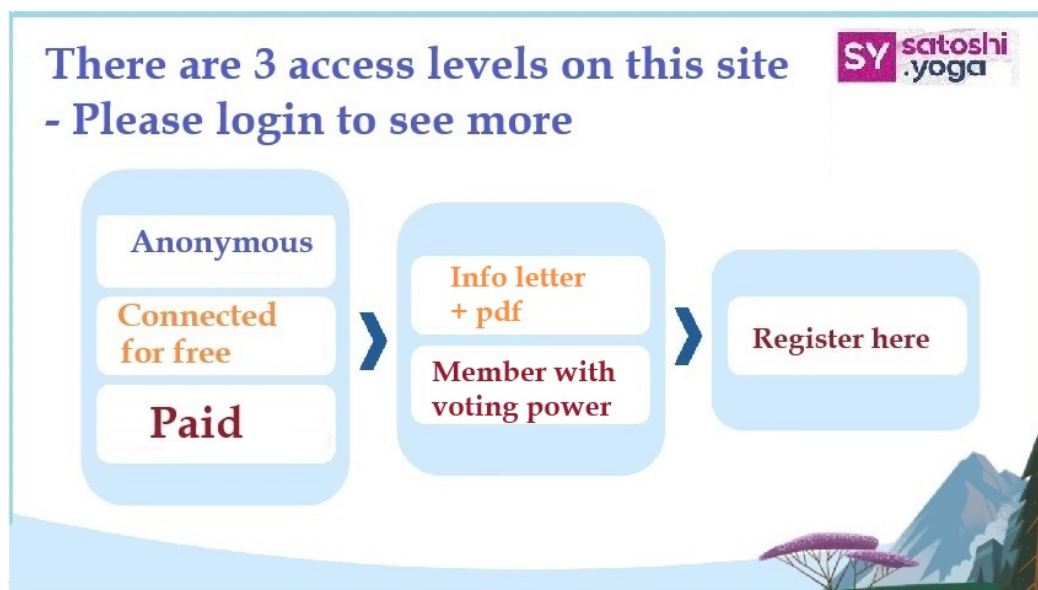 There are 3 access levels on this site
- Please login to see more
SY satoshi
.yoga
Anonymous
Connected
for free
Paid
Info letter
+ pdf
Member with
voting power
Register here